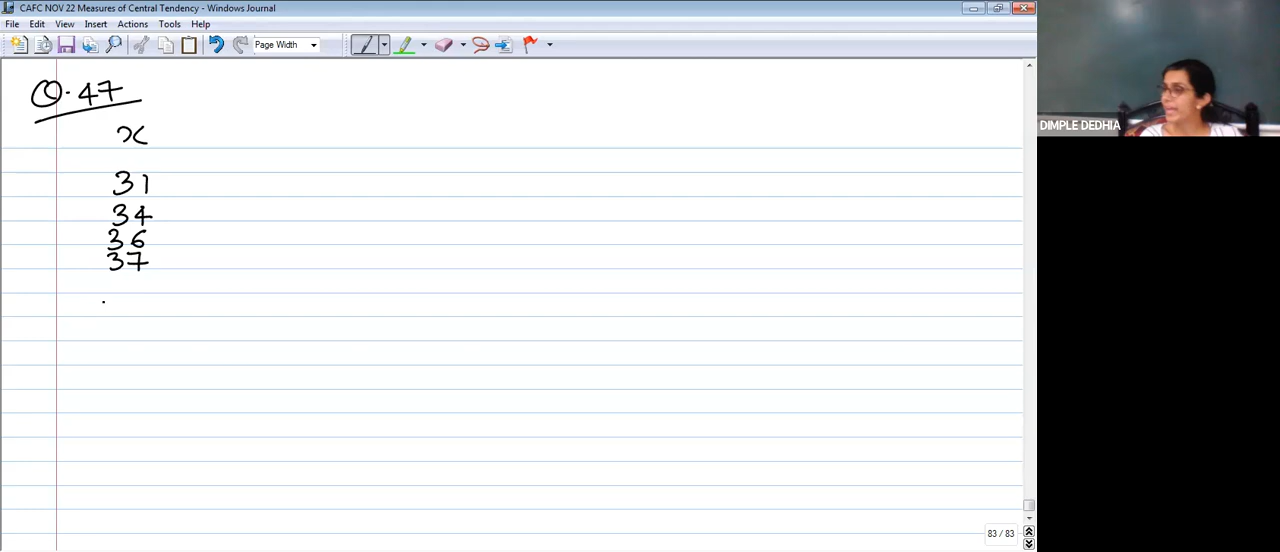 CAFC NOV 22 Measures of Central Tendency - Windows Journal
File Edit View Insert Actions Tools Help
Page Width
Q.47
x
31
34
36
37
DIMPLE DEDHIA
83 / 83